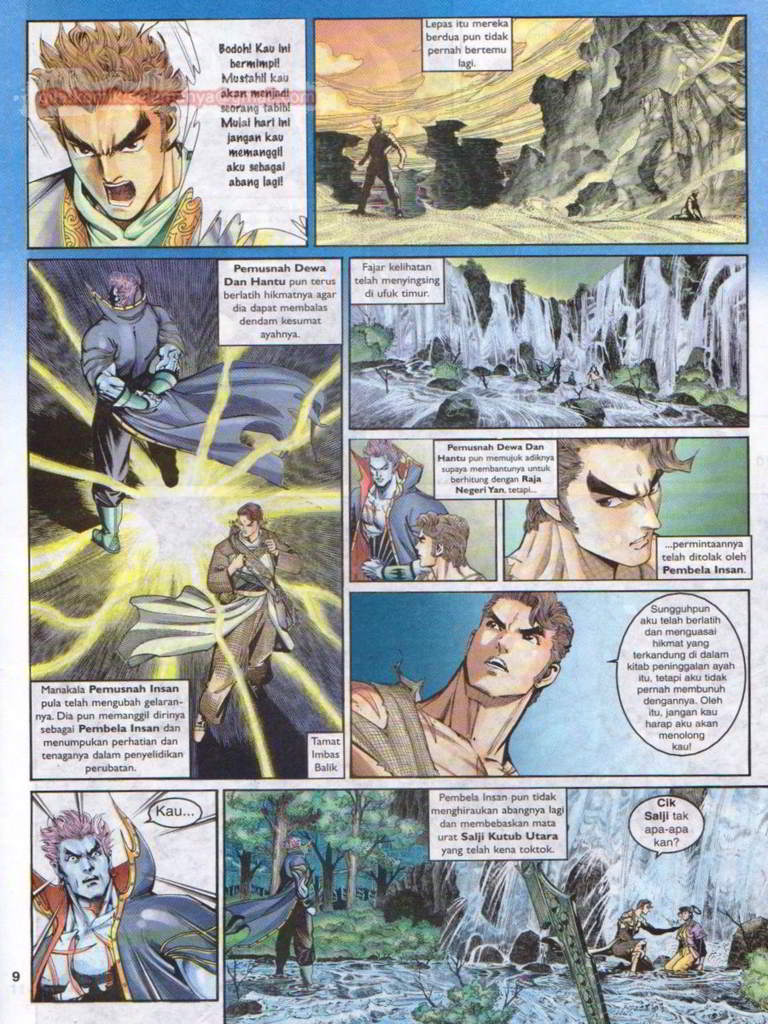 Bodoh! Kau ini
bermimpi!
Mustahil kau
akan menjadi
seorang tabib!
Mulai hari ini
jangan kau
memanggil
aku sebagai
abang lagi!
Lepas itu mereka
berdua pun tidak
pernah bertemu
lagi.
Pemusnah Dewa
Dan Hantu pun terus
berlatih hikmatnya agar
dia dapat membalas
dendam kesumat
ayahnya.
Manakala Pemusnah Insan
pula telah mengubah gelaran-
nya. Dia pun memanggil dirinya
sebagai Pembela Insan dan
menumpukan perhatian dan
tenaganya dalam penyelidikan
perubatan.
Tamat
Imbas
Balik
Fajar kelihatan
telah menyingsing
di ufuk timur.
Pemusnah Dewa Dan
Hantu pun memujuk adiknya
supaya membantunya untuk
berhitung dengan Raja
Negeri Yan, tetapi...
...permintaannya
telah ditolak oleh
Pembela Insan.
Sungguhpun
aku telah berlatih
dan menguasai
hikmat yang
terkandung di dalam
kitab peninggalan ayah
itu, tetapi aku tidak
pernah membunuh
dengannya. Oleh
itu, jangan kau
harap aku akan
menolong
kau!
Kau...
Pembela Insan pun tidak
menghiraukan abangnya lagi
dan membebaskan mata
urat Salji Kutub Utara
yang telah kena toktok.
Cik
Salji tak
apa-apa
kan?
9